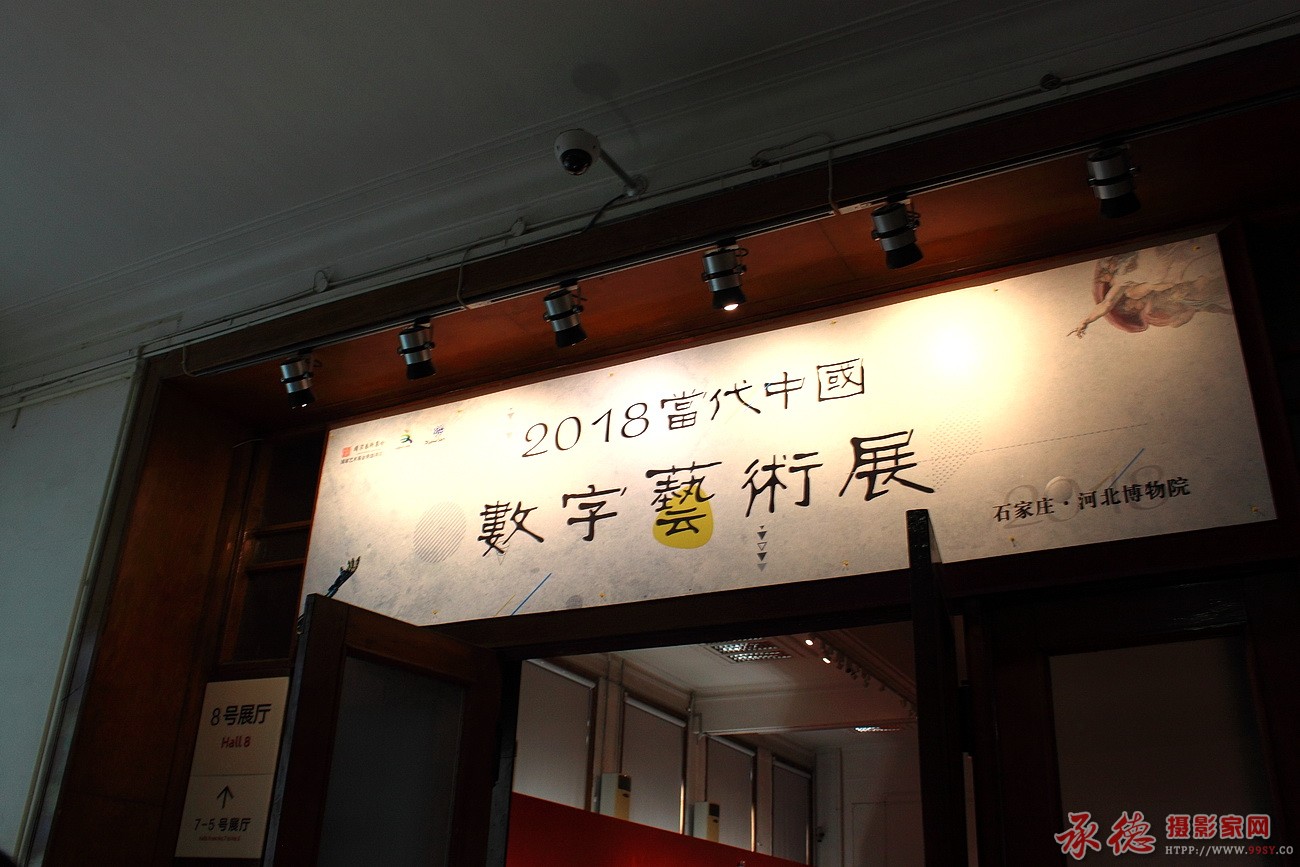 2018當代中國
數字藝術展
石家庄·河北博物院
8号展厅
Hall 8
7-5号展厅
承德摄影家网
HTPP://WWW.99SY.CO